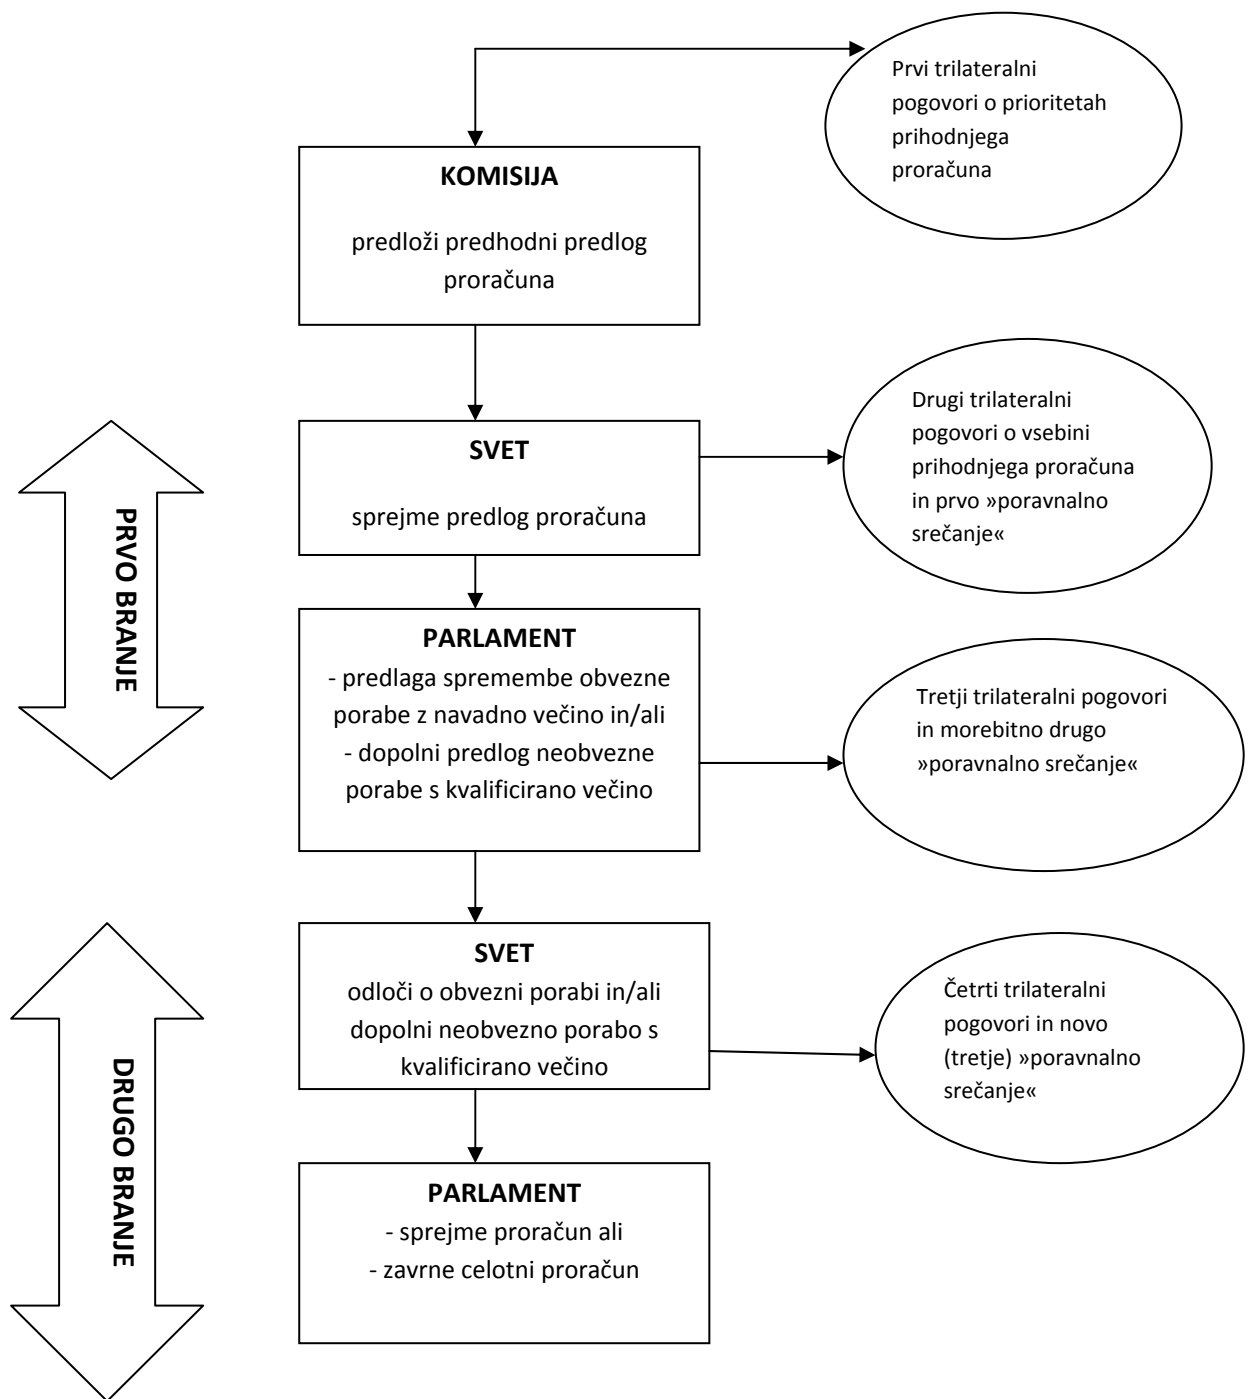 Prvi trilateralni
pogovori o prioritetah
prihodnjega
proračuna
KOMISIJA
predloži predhodni predlog
proračuna
PRVO BRANJE
SVET
sprejme predlog proračuna
Drugi trilateralni
pogovori o vsebini
prihodnjega proračuna
in prvo »poravnalno
srečanje«
PARLAMENT
- predlaga spremembe obvezne
porabe z navadno večino in/ali
- dopolni predlog neobvezne
porabe s kvalificirano večino
Tretji trilateralni pogovori
in morebitno drugo
»poravnalno srečanje«
DRUGO BRANJE
SVET
odloči o obvezni porabi in/ali
dopolni neobvezno porabo s
kvalificirano večino
Četrti trilateralni
pogovori in novo
(tretje) »poravnalno
srečanje«
PARLAMENT
- sprejme proračun ali
- zavrne celotni proračun